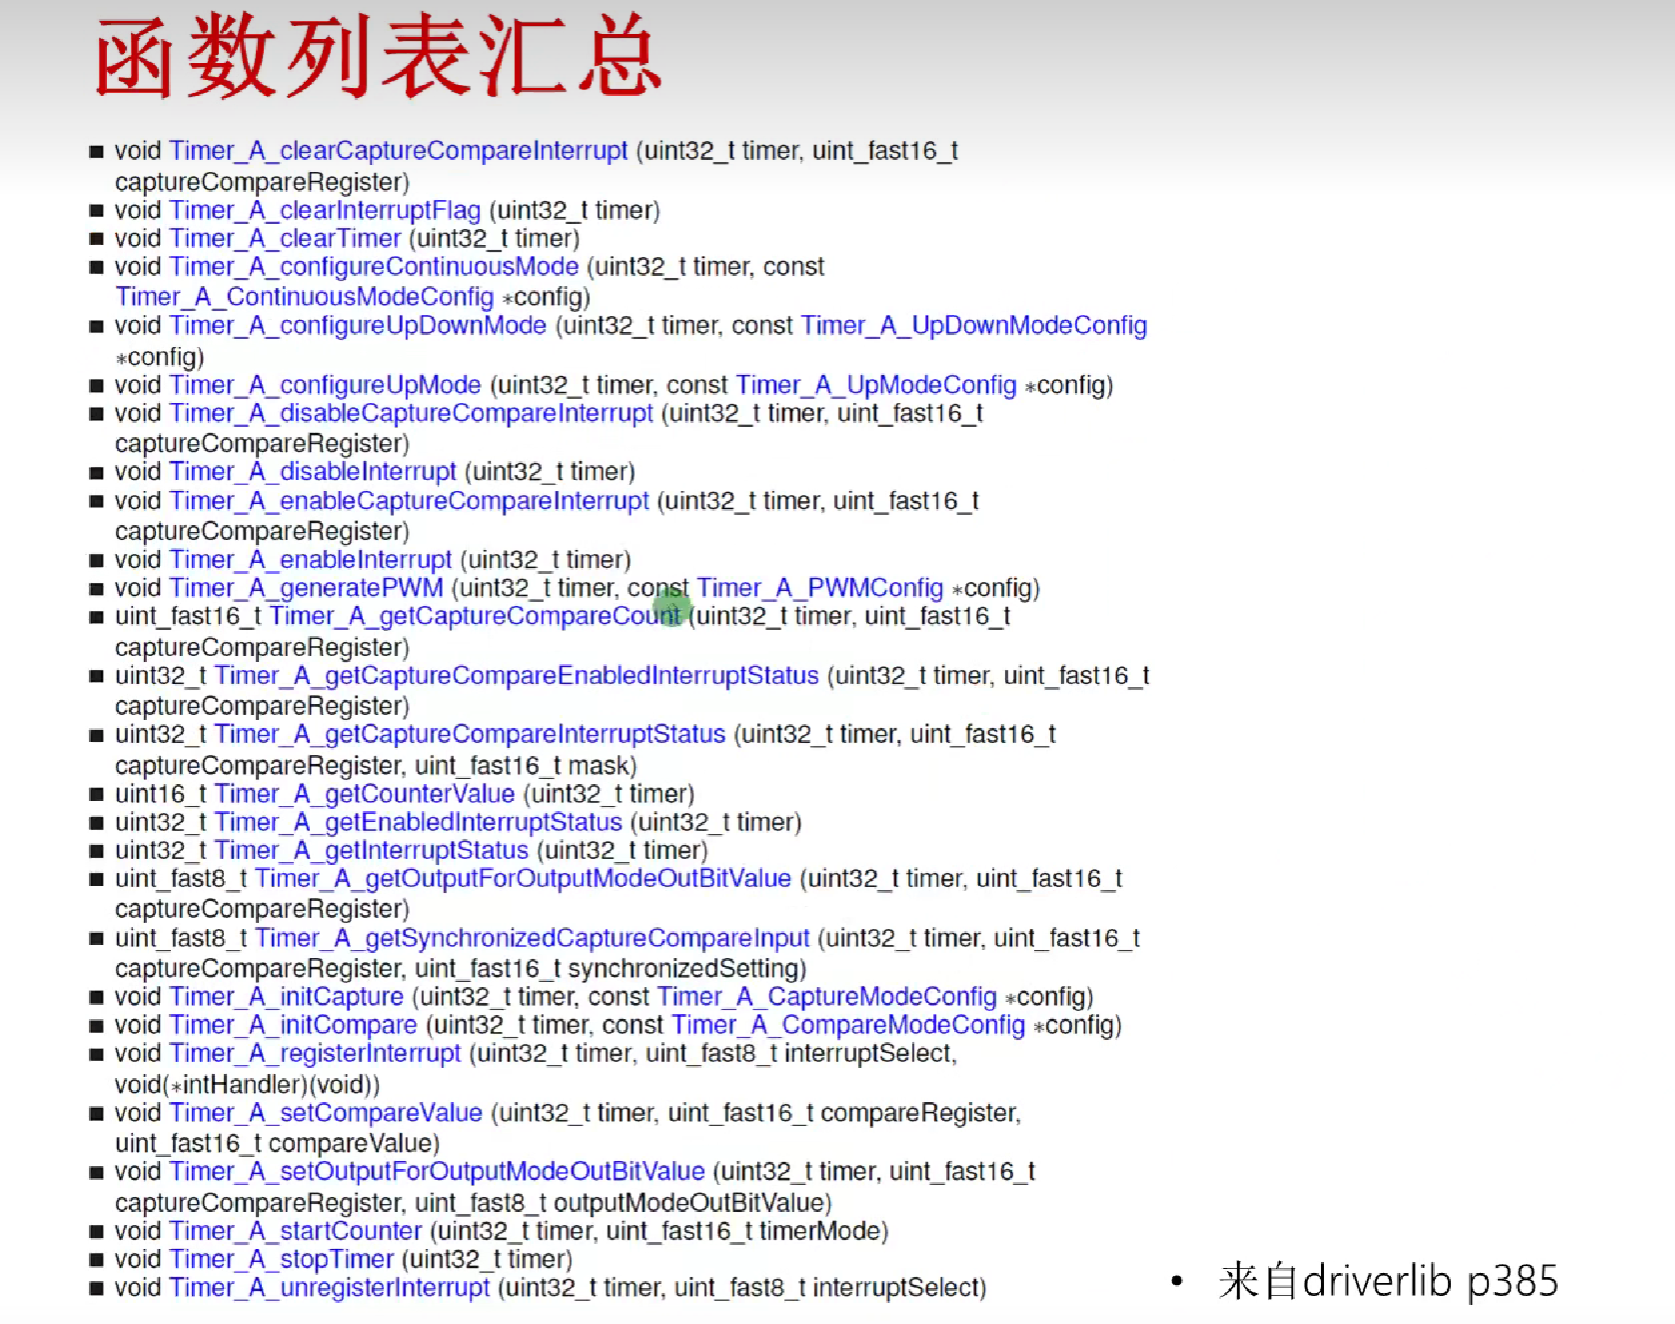 函数列表汇总
■ void Timer_A_clearCaptureCompareInterrupt (uint32_t timer, uint_fast16_t
captureCompareRegister)
■ void Timer_A_clearInterruptFlag (uint32_t timer)
■ void Timer_A_clearTimer (uint32_t timer)
■ void Timer_A_configureContinuousMode (uint32_t timer, const
Timer_A_ContinuousModeConfig *config)
■ void Timer_A_configureUpDownMode (uint32_t timer, const Timer_A_UpDownModeConfig
*config)
■ void Timer_A_configureUpMode (uint32_t timer, const Timer_A_UpModeConfig *config)
■ void Timer_A_disableCaptureCompareInterrupt (uint32_t timer, uint_fast16_t
captureCompareRegister)
■ void Timer_A_disableInterrupt (uint32_t timer)
■ void Timer_A_enableCaptureCompareInterrupt (uint32_t timer, uint_fast16_t
captureCompareRegister)
■ void Timer_A_enableInterrupt (uint32_t timer)
■ void Timer_A_generatePWM (uint32_t timer, const Timer_A_PWMConfig *config)
■ uint_fast16_t Timer_A_getCaptureCompareCount (uint32_t timer, uint_fast16_t
captureCompareRegister)
■ uint32_t Timer_A_getCaptureCompareEnabledInterruptStatus (uint32_t timer, uint_fast16_t
captureCompareRegister)
■ uint32_t Timer_A_getCaptureCompareInterruptStatus (uint32_t timer, uint_fast16_t
captureCompareRegister, uint_fast16_t mask)
■ uint16_t Timer_A_getCounterValue (uint32_t timer)
■ uint32_t Timer_A_getEnabledInterruptStatus (uint32_t timer)
■ uint32_t Timer_A_getInterruptStatus (uint32_t timer)
■ uint_fast8_t Timer_A_getOutputForOutputModeOutBitValue (uint32_t timer, uint_fast16_t
captureCompareRegister)
■ uint_fast8_t Timer_A_getSynchronizedCaptureCompareInput (uint32_t timer, uint_fast16_t
captureCompareRegister, uint_fast16_t synchronizedSetting)
■ void Timer_A_initCapture (uint32_t timer, const Timer_A_CaptureModeConfig *config)
■ void Timer_A_initCompare (uint32_t timer, const Timer_A_CompareModeConfig *config)
■ void Timer_A_registerInterrupt (uint32_t timer, uint_fast8_t interruptSelect,
void(*intHandler)(void))
■ void Timer_A_setCompareValue (uint32_t timer, uint_fast16_t compareRegister,
uint_fast16_t compareValue)
■ void Timer_A_setOutputForOutputModeOutBitValue (uint32_t timer, uint_fast16_t
captureCompareRegister, uint_fast8_t outputModeOutBitValue)
■ void Timer_A_startCounter (uint32_t timer, uint_fast16_t timerMode)
■ void Timer_A_stopTimer (uint32_t timer)
■ void Timer_A_unregisterInterrupt (uint32_t timer, uint_fast8_t interruptSelect)
• 来自driverlib p385